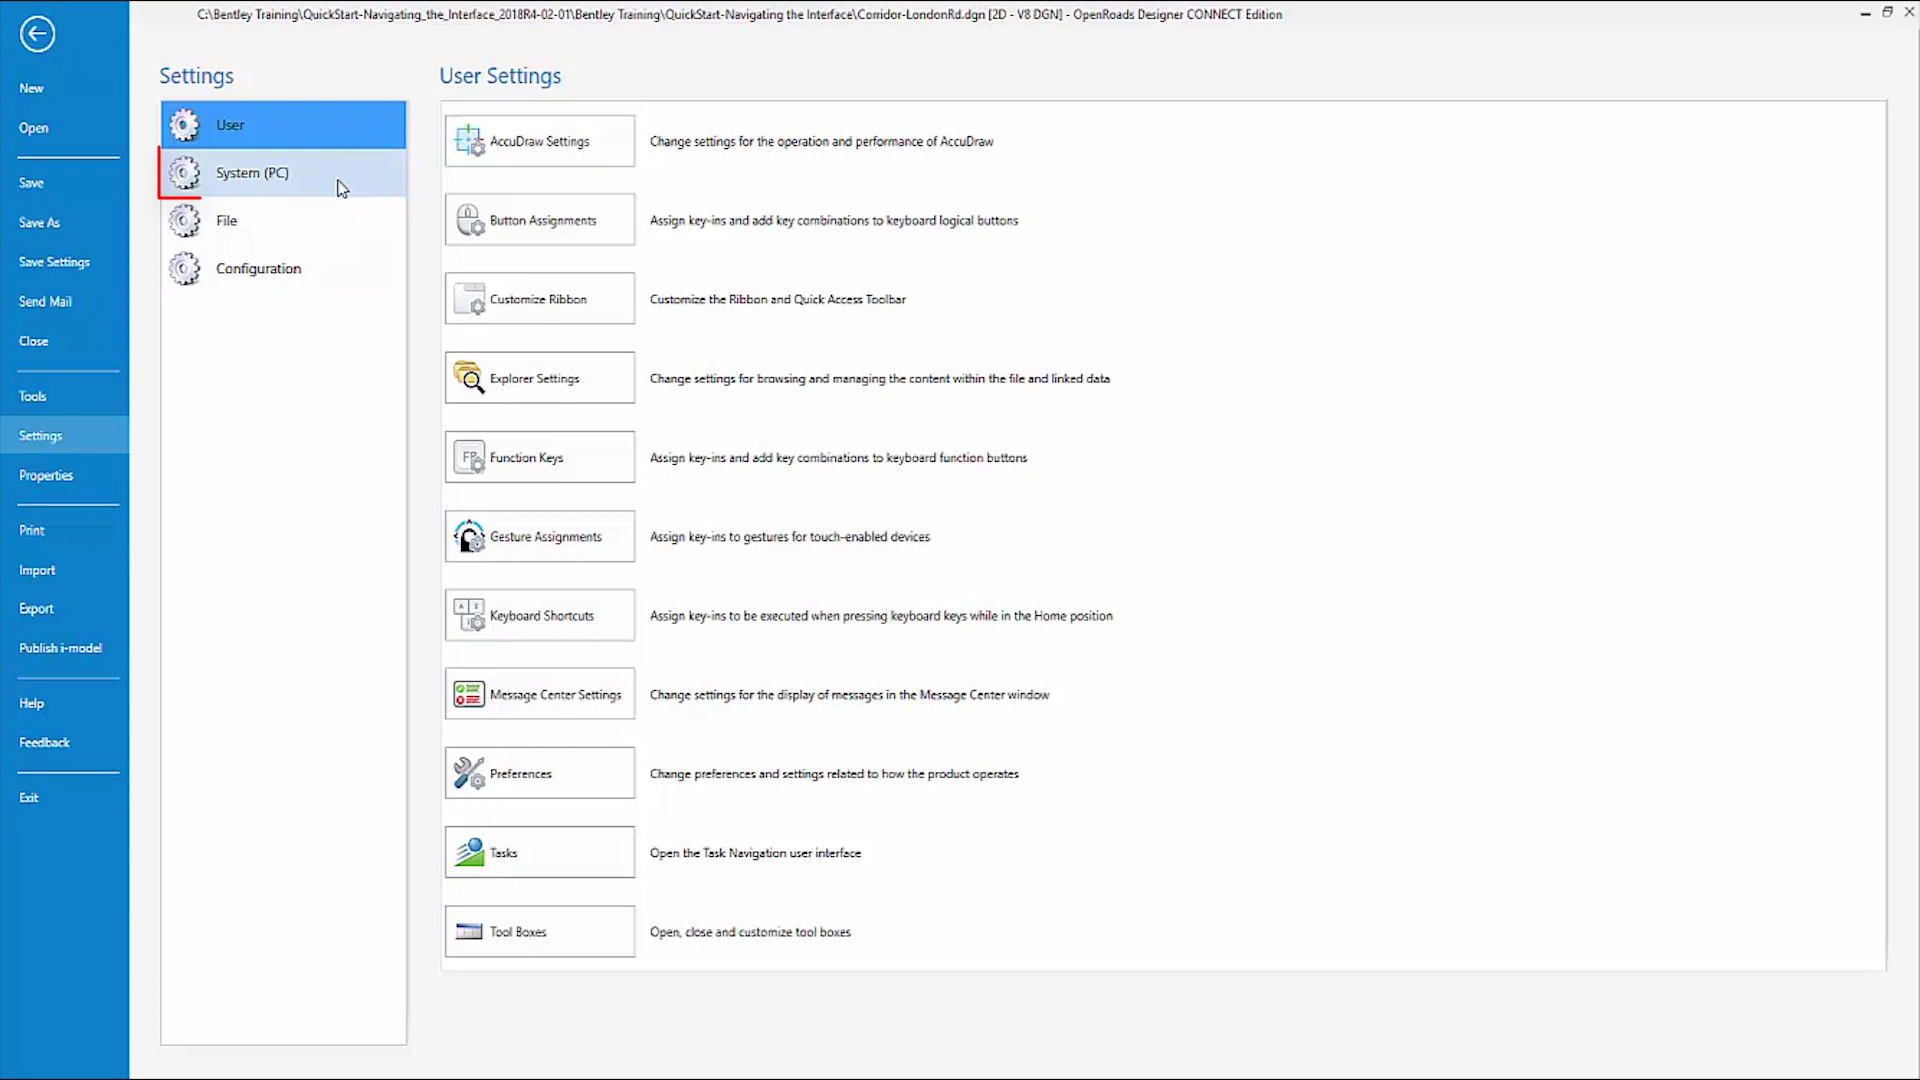 C:\Bentley Training\QuickStart-Navigating_the_Interface_2018R4-02-01\Bentley Training\QuickStart-Navigating the Interface\Corridor-LondonRd.dgn [2D - V8 DGN] - OpenRoads Designer CONNECT Edition
New
Open
Save
Save As
Save Settings
Send Mail
Close
Tools
Settings
Properties
Print
Import
Export
Publish i-model
Help
Feedback
Exit
Settings
User
System (PC)
File
Configuration
User Settings
AccuDraw Settings Change settings for the operation and performance of AccuDraw
Button Assignments Assign key-ins and add key combinations to keyboard logical buttons
Customize Ribbon Customize the Ribbon and Quick Access Toolbar
Explorer Settings Change settings for browsing and managing the content within the file and linked data
Function Keys Assign key-ins and add key combinations to keyboard function buttons
Gesture Assignments Assign key-ins to gestures for touch-enabled devices
Keyboard Shortcuts Assign key-ins to be executed when pressing keyboard keys while in the Home position
Message Center Settings Change settings for the display of messages in the Message Center window
Preferences Change preferences and settings related to how the product operates
Tasks Open the Task Navigation user interface
Tool Boxes Open, close and customize tool boxes